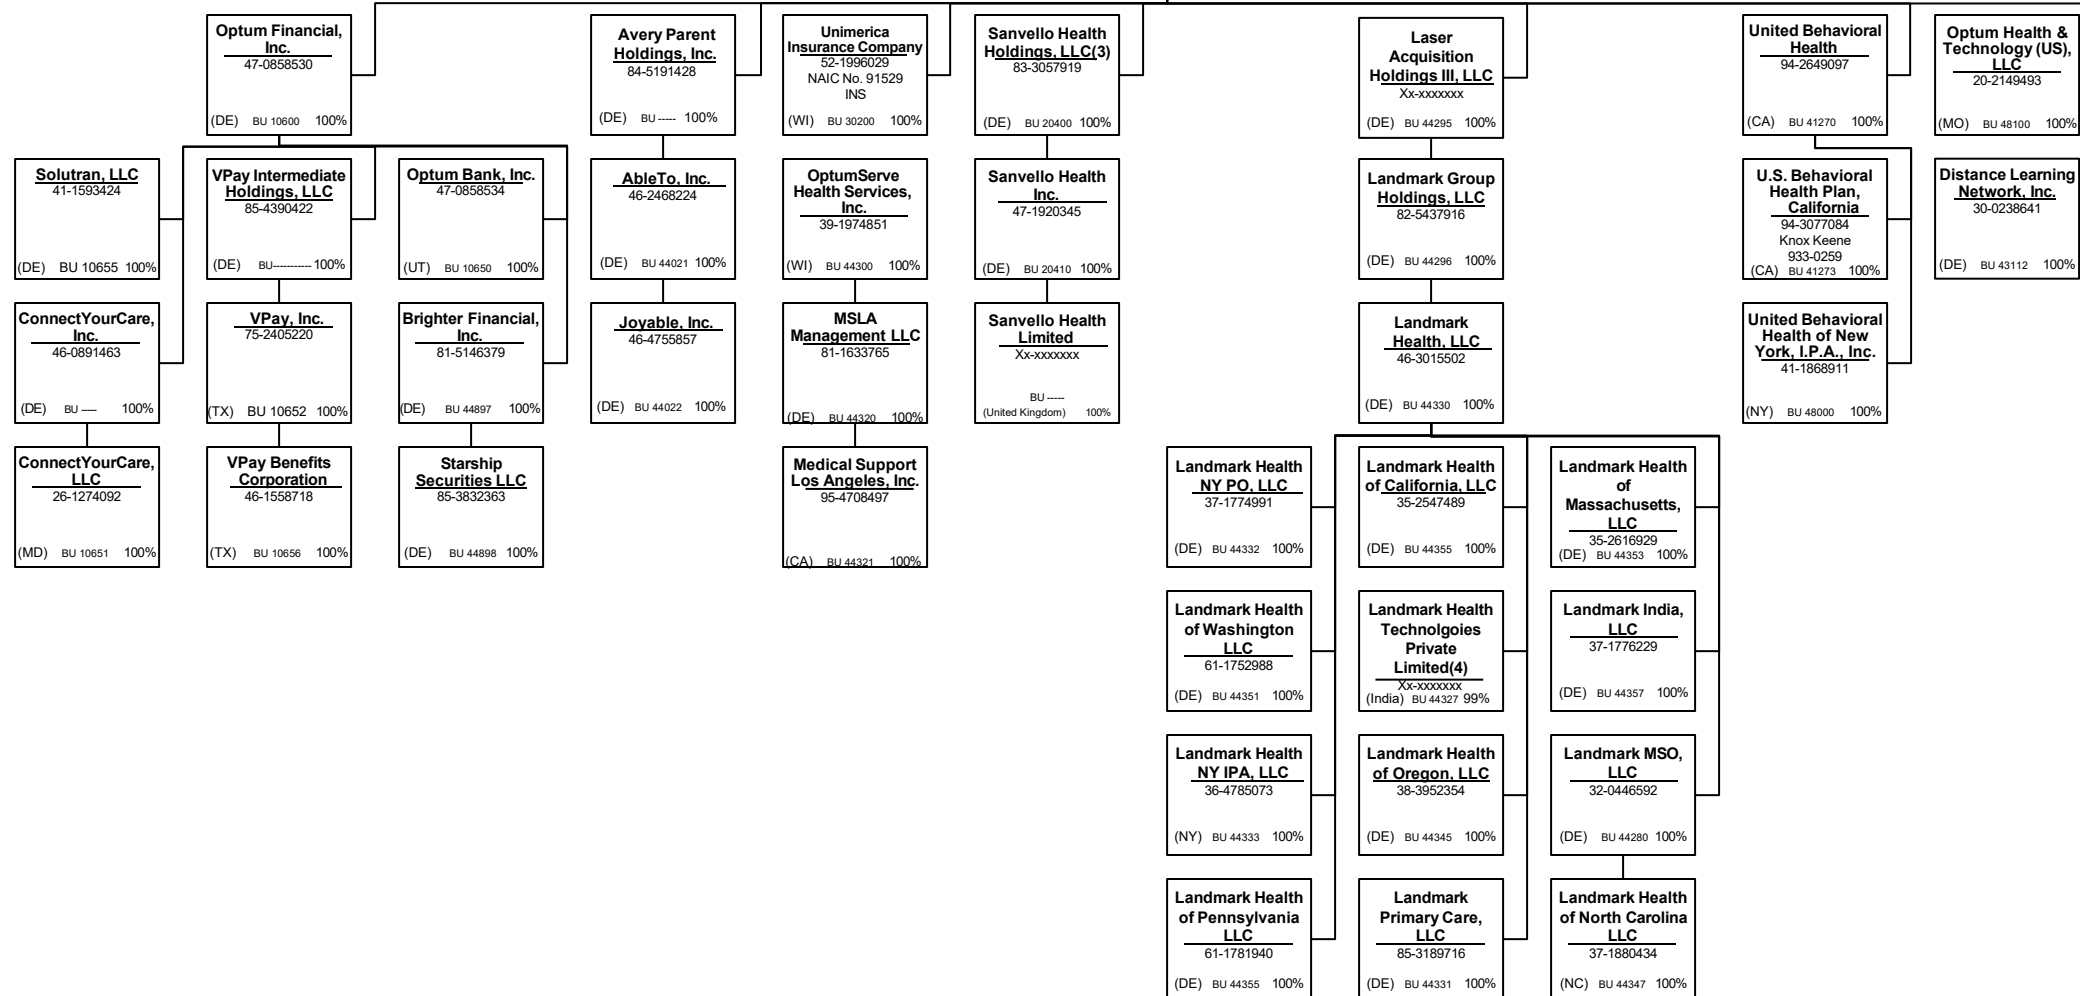 Optum Financial,
Inc.
47-0858530
(DE) BU 10600 100%
Avery Parent
Holdings, Inc.
84-5191428
(DE) BU ----- 100%
Unimerica
Insurance Company
52-1996029
NAIC No. 91529
INS
(WI) BU 30200 100%
Sanvello Health
Holdings, LLC(3)
83-3057919
(DE) BU 20400 100%
Laser
Acquisition
Holdings III, LLC
Xx-xxxxxxx
(DE) BU 44295 100%
United Behavioral
Health
94-2649097
(CA) BU 41270 100%
Optum Health &
Technology (US),
LLC
20-2149493
(MO) BU 48100 100%
Solutran, LLC
41-1593424
(DE) BU 10655 100%
VPay Intermediate
Holdings, LLC
85-4390422
(DE) BU----------- 100%
Optum Bank, Inc.
47-0858534
(UT) BU 10650 100%
AbleTo, Inc.
46-2468224
(DE) BU 44021 100%
OptumServe
Health Services,
Inc.
39-1974851
(WI) BU 44300 100%
Sanvello Health
Inc.
47-1920345
(DE) BU 20410 100%
Landmark Group
Holdings, LLC
82-5437916
(DE) BU 44296 100%
U.S. Behavioral
Health Plan,
California
94-3077084
Knox Keene
933-0259
(CA) BU 41273 100%
Distance Learning
Network, Inc.
30-0238641
(DE) BU 43112 100%
ConnectYourCare,
Inc.
46-0891463
(DE) BU ----- 100%
VPay, Inc.
75-2405220
(TX) BU 10652 100%
Brighter Financial,
Inc.
81-5146379
(DE) BU 44897 100%
Joyable, Inc.
46-4755857
(DE) BU 44022 100%
MSLA
Management LLC
81-1633765
(DE) BU 44320 100%
Sanvello Health
Limited
Xx-xxxxxxx
BU -----
(United Kingdom) 100%
Landmark
Health, LLC
46-3015502
(DE) BU 44330 100%
United Behavioral
Health of New
York, I.P.A., Inc.
41-1868911
(NY) BU 48000 100%
ConnectYourCare,
LLC
26-1274092
(MD) BU 10651 100%
VPay Benefits
Corporation
46-1558718
(TX) BU 10656 100%
Starship
Securities LLC
85-3832363
(DE) BU 44898 100%
Medical Support
Los Angeles, Inc.
95-4708497
(CA) BU 44321 100%
Landmark Health
NY PO, LLC
37-1774991
(DE) BU 44332 100%
Landmark Health
of California, LLC
35-2547489
(DE) BU 44355 100%
Landmark Health
of
Massachusetts,
LLC
35-2616929
(DE) BU 44353 100%
Landmark Health
of Washington
LLC
61-1752988
(DE) BU 44351 100%
Landmark Health
Technolgoies
Private
Limited(4)
Xx-xxxxxxx
(India) BU 44327 99%
Landmark India,
LLC
37-1776229
(DE) BU 44357 100%
Landmark Health
NY IPA, LLC
36-4785073
(NY) BU 44333 100%
Landmark Health
of Oregon, LLC
38-3952354
(DE) BU 44345 100%
Landmark MSO,
LLC
32-0446592
(DE) BU 44280 100%
Landmark Health
of Pennsylvania
LLC
61-1781940
(DE) BU 44355 100%
Landmark
Primary Care,
LLC
85-3189716
(DE) BU 44331 100%
Landmark Health
of North Carolina
LLC
37-1880434
(NC) BU 44347 100%